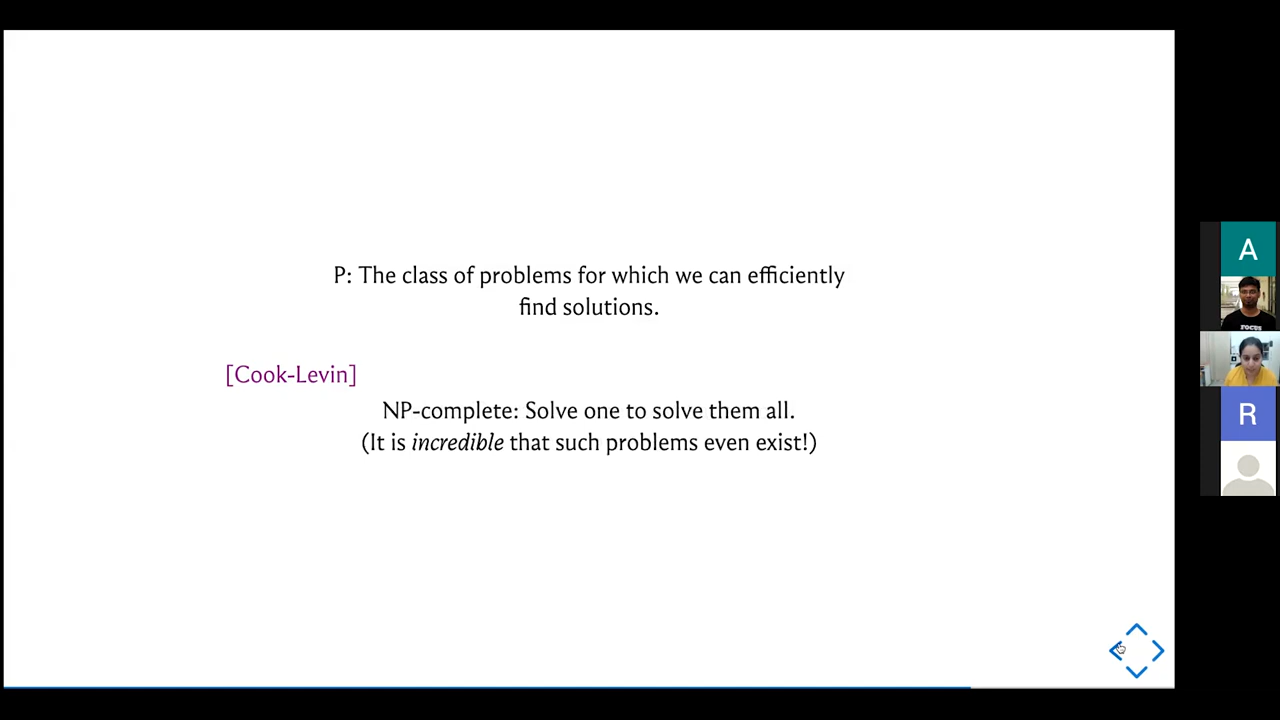 P: The class of problems for which we can efficiently
find solutions.
[Cook-Levin]
NP-complete: Solve one to solve them all.
(It is incredible that such problems even exist!)
A
FOCUS
R